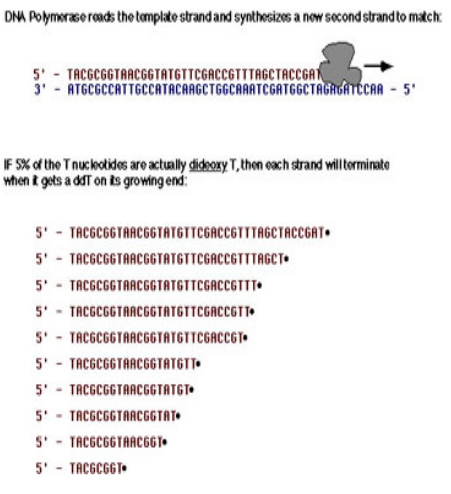 DNA Polymerase reads the template strand and synthesizes a new second strand to match:
5' - TACGCGGTAACGGTATGTTCGACCGTTTAGCTACCGAT
3' - ATGCGCCATTGCCATACAAGCTGGCAAATCGATGGCTAGAGATCCAA - 5'
IF 5% of the T nucleotides are actually dideoxy T, then each strand will terminate
when it gets a ddT on its growing end:
5' - TACGCGGTAACGGTATGTTCGACCGTTTAGCTACCGAT•
5' - TACGCGGTAACGGTATGTTCGACCGTTTAGCT•
5' - TACGCGGTAACGGTATGTTCGACCGTTT•
5' - TACGCGGTAACGGTATGTTCGACCGTT•
5' - TACGCGGTAACGGTATGTTCGACCGT•
5' - TACGCGGTAACGGTATGTT•
5' - TACGCGGTAACGGTATGT•
5' - TACGCGGTAACGGTAT•
5' - TACGCGGTAACGGT•
5' - TACGCGGT•